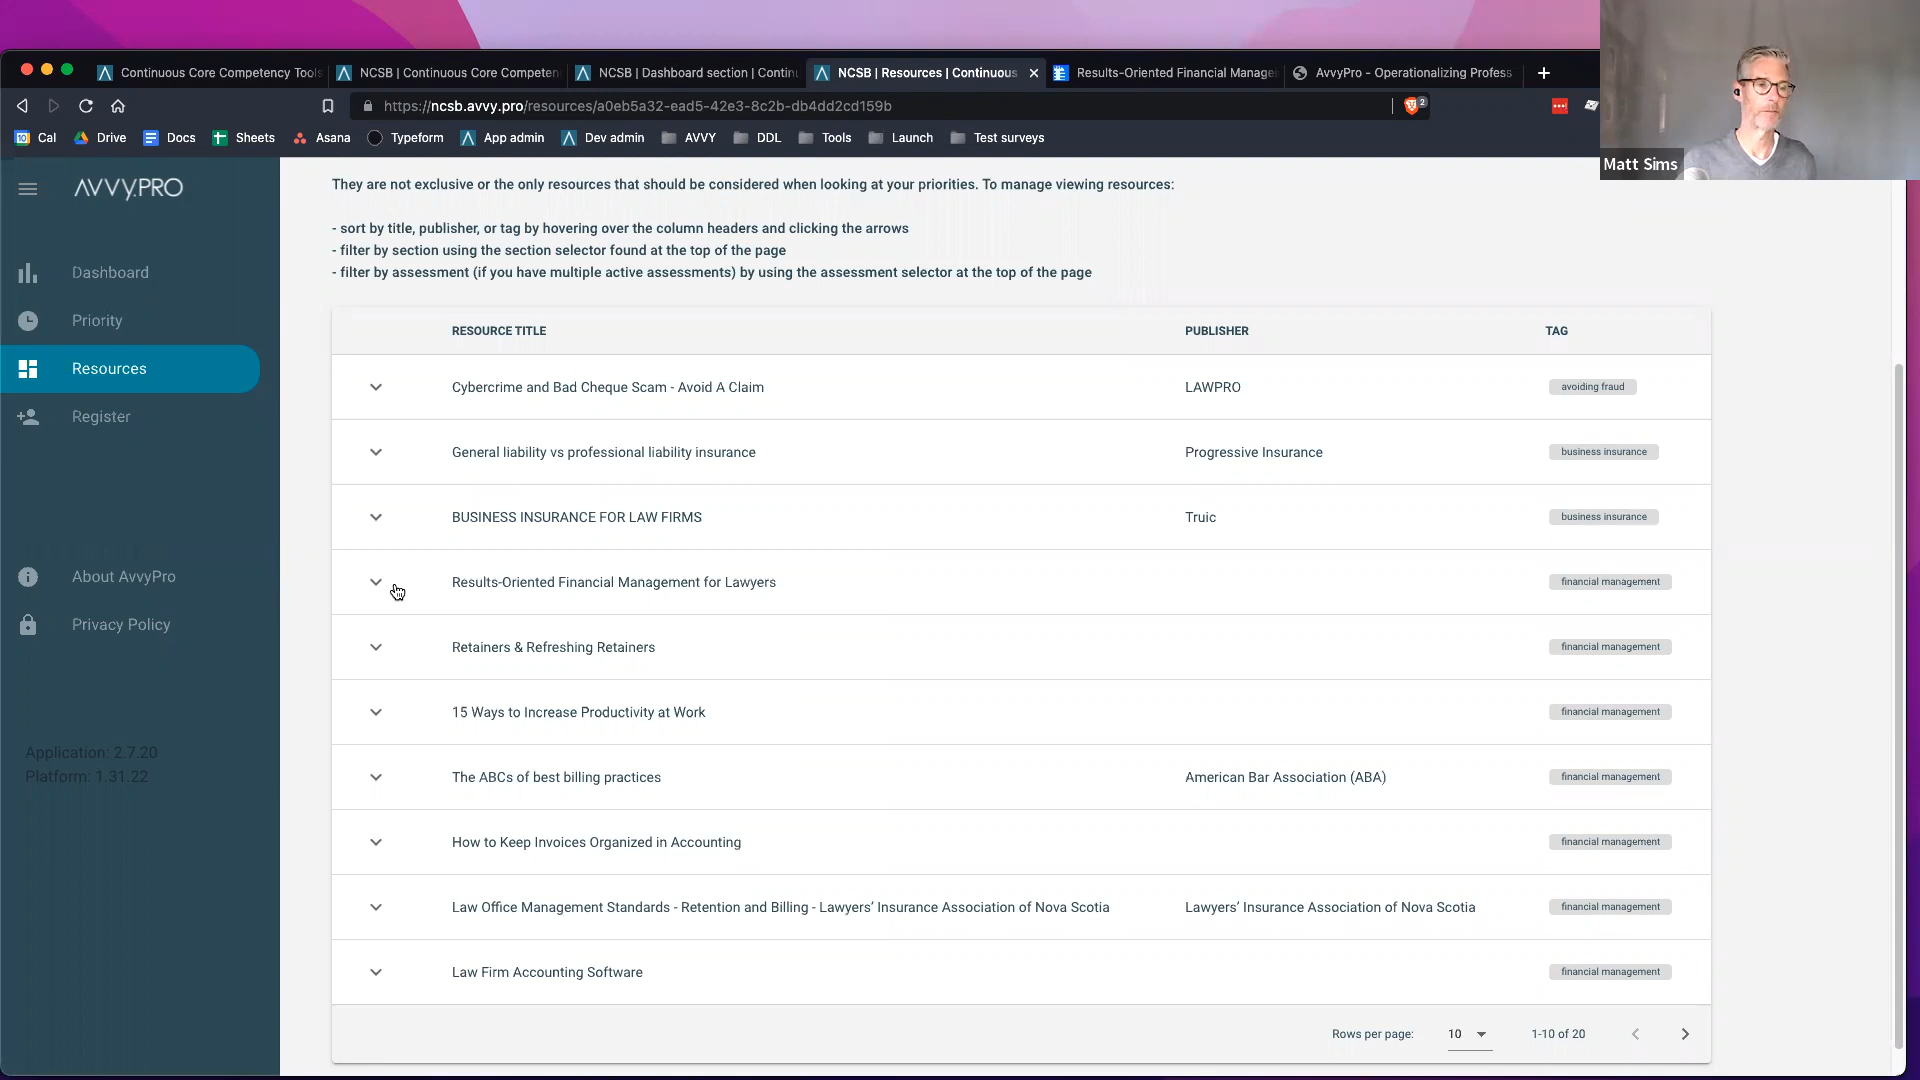 Continuous Core Competency Tools
NCSB | Continuous Core Competen
NCSB | Dashboard section | Contin
NCSB | Resources | Continuous
Results-Oriented Financial Manage
AvvyPro - Operationalizing Profess
https://ncsb.avvy.pro/resources/a0eb5a32-ead5-42e3-8c2b-db4dd2cd159b
2
Cal
Drive
Docs
Sheets
Asana
Typeform
App admin
Dev admin
AVVY
DDL
Tools
Launch
Test surveys
Matt Sims
AVVY.PRO
Dashboard
Priority
Resources
Register
About AvvyPro
Privacy Policy
Application: 2.7.20
Platform: 1.31.22
They are not exclusive or the only resources that should be considered when looking at your priorities. To manage viewing resources:
- sort by title, publisher, or tag by hovering over the column headers and clicking the arrows
- filter by section using the section selector found at the top of the page
- filter by assessment (if you have multiple active assessments) by using the assessment selector at the top of the page
RESOURCE TITLE PUBLISHER TAG
Cybercrime and Bad Cheque Scam - Avoid A Claim LAWPRO avoiding fraud
General liability vs professional liability insurance Progressive Insurance business insurance
BUSINESS INSURANCE FOR LAW FIRMS Truic business insurance
Results-Oriented Financial Management for Lawyers financial management
Retainers & Refreshing Retainers financial management
15 Ways to Increase Productivity at Work financial management
The ABCs of best billing practices American Bar Association (ABA) financial management
How to Keep Invoices Organized in Accounting financial management
Law Office Management Standards - Retention and Billing - Lawyers’ Insurance Association of Nova Scotia Lawyers’ Insurance Association of Nova Scotia financial management
Law Firm Accounting Software financial management
Rows per page: 10 1-10 of 20